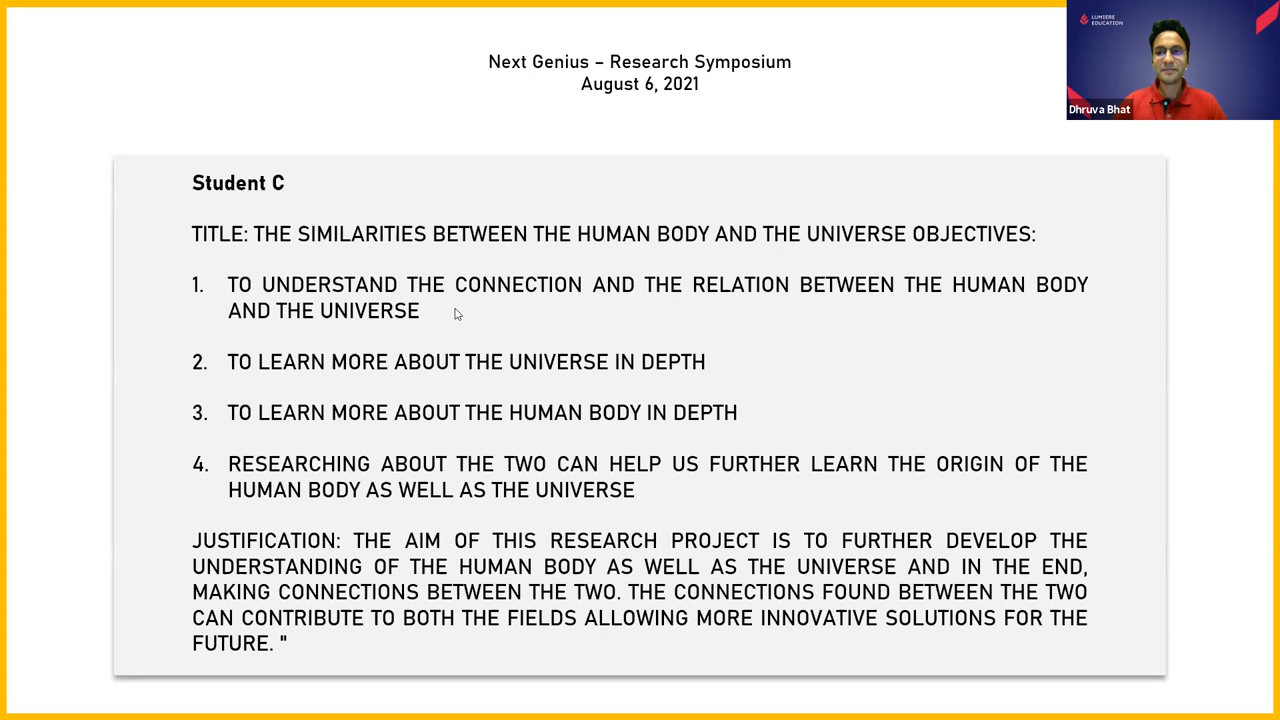 Next Genius – Research Symposium
August 6, 2021
LUMIERE
EDUCATION
Dhruva Bhat
Student C
TITLE: THE SIMILARITIES BETWEEN THE HUMAN BODY AND THE UNIVERSE OBJECTIVES:
1. TO UNDERSTAND THE CONNECTION AND THE RELATION BETWEEN THE HUMAN BODY
AND THE UNIVERSE
2. TO LEARN MORE ABOUT THE UNIVERSE IN DEPTH
3. TO LEARN MORE ABOUT THE HUMAN BODY IN DEPTH
4. RESEARCHING ABOUT THE TWO CAN HELP US FURTHER LEARN THE ORIGIN OF THE
HUMAN BODY AS WELL AS THE UNIVERSE
JUSTIFICATION: THE AIM OF THIS RESEARCH PROJECT IS TO FURTHER DEVELOP THE
UNDERSTANDING OF THE HUMAN BODY AS WELL AS THE UNIVERSE AND IN THE END,
MAKING CONNECTIONS BETWEEN THE TWO. THE CONNECTIONS FOUND BETWEEN THE TWO
CAN CONTRIBUTE TO BOTH THE FIELDS ALLOWING MORE INNOVATIVE SOLUTIONS FOR THE
FUTURE. "